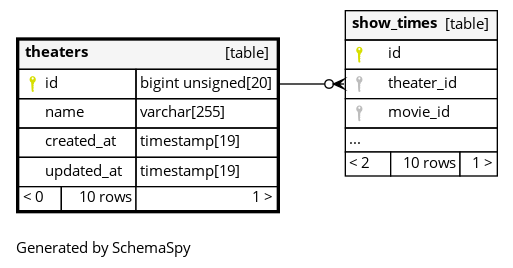 theaters [table]
id bigint unsigned[20]
name varchar[255]
created_at timestamp[19]
updated_at timestamp[19]
< 0 10 rows 1 >
show_times [table]
id
theater_id
movie_id
...
< 2 10 rows 1 >
Generated by SchemaSpy